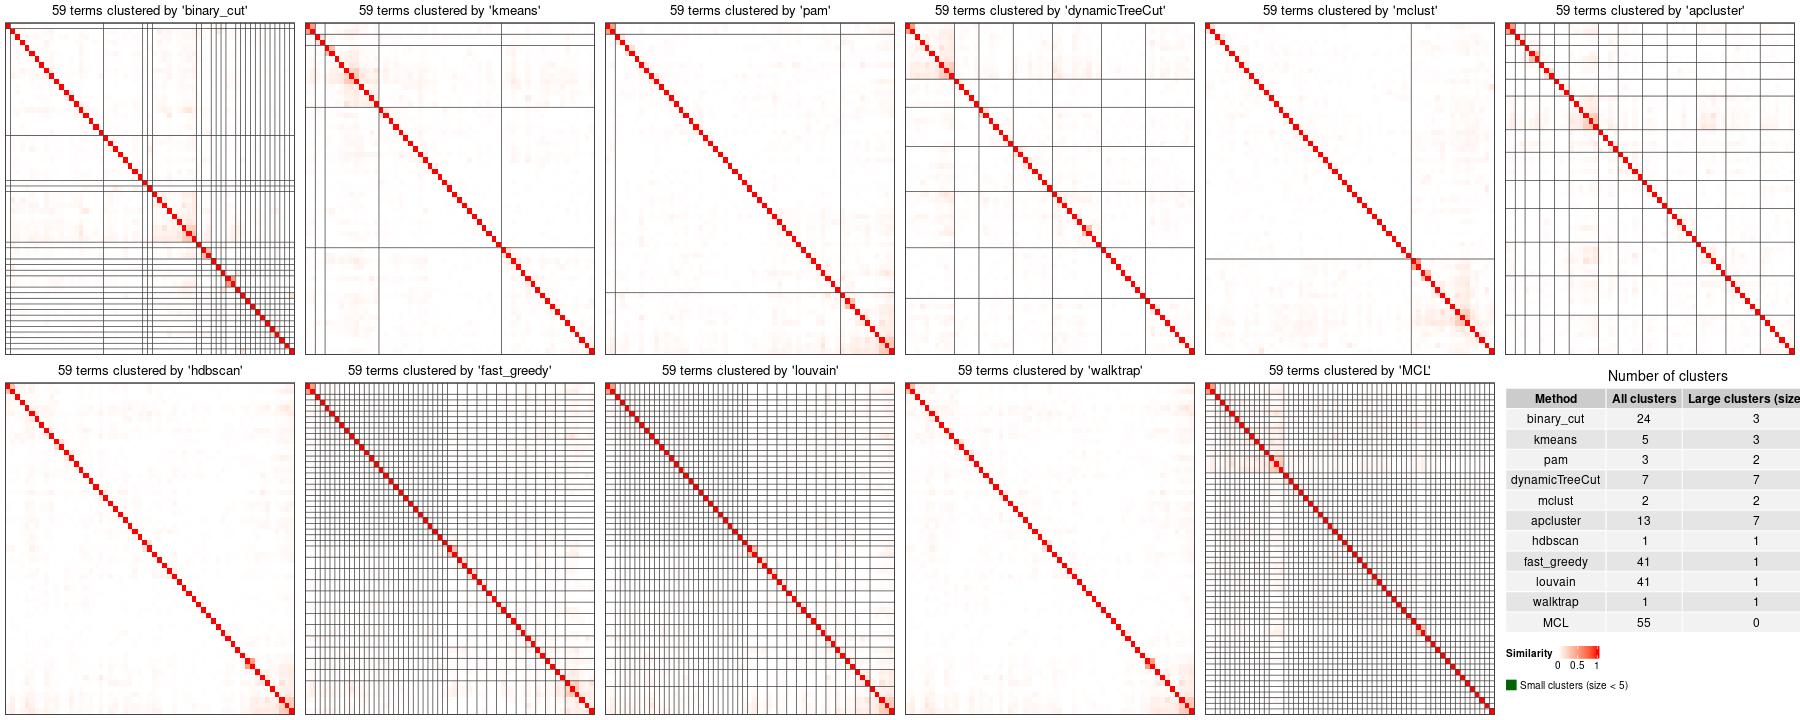 59 terms clustered by 'binary_cut'
59 terms clustered by 'kmeans'
59 terms clustered by 'pam'
59 terms clustered by 'dynamicTreeCut'
59 terms clustered by 'mclust'
59 terms clustered by 'apcluster'
59 terms clustered by 'hdbscan'
59 terms clustered by 'fast_greedy'
59 terms clustered by 'louvain'
59 terms clustered by 'walktrap'
59 terms clustered by 'MCL'
Number of clusters
Method All clusters Large clusters (size
binary_cut 24 3
kmeans 5 3
pam 3 2
dynamicTreeCut 7 7
mclust 2 2
apcluster 13 7
hdbscan 1 1
fast_greedy 41 1
louvain 41 1
walktrap 1 1
MCL 55 0
Similarity
0 0.5 1
Small clusters (size < 5)